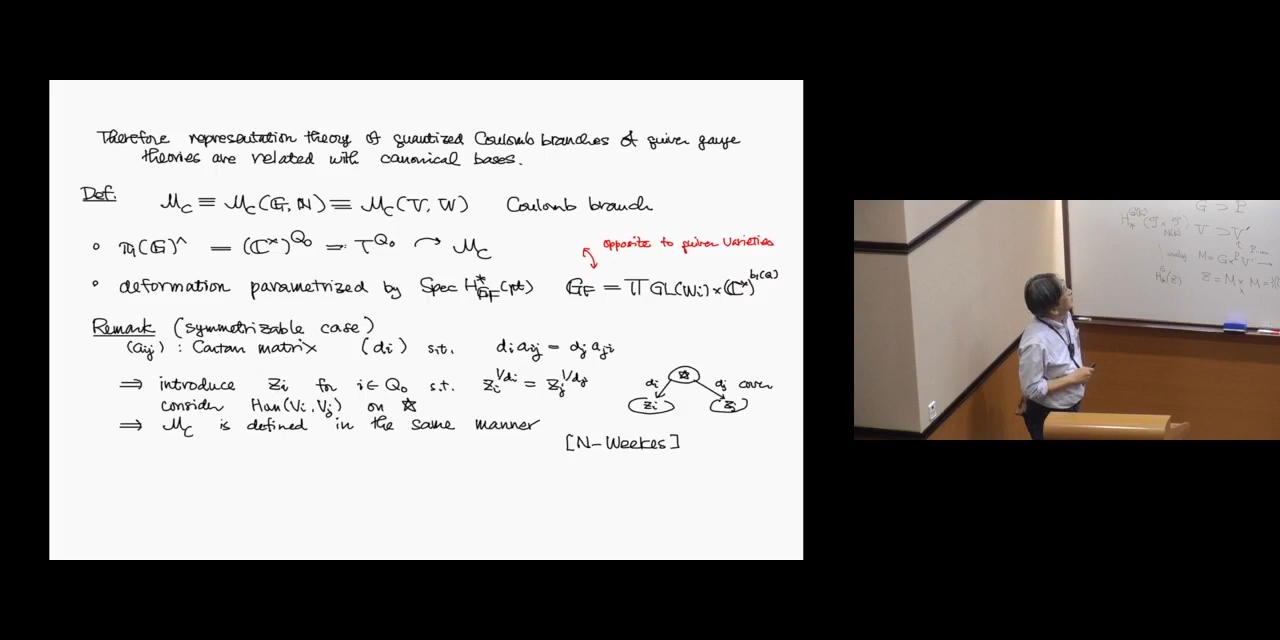 Therefore representation theory of quantized Coulomb branches of quiver gauge
theories are related with canonical bases.
Def. M_C ≡ M_C(G, N) ≡ M_C(V, W) Coulomb branch
∘ π₁(G)^ = (C^×)^{Q₀} = T^{Q₀} ↷ M_C
opposite to quiver varieties
∘ deformation parametrized by Spec H*_{G_F}(pt) G_F = ΠGL(W_i) × (C^×)^{b₁(Q)}
Remark (symmetrizable case)
(a_ij) : Cartan matrix (d_i) s.t. d_i a_ij = d_j a_ji
⟹ introduce z_i for i ∈ Q₀ s.t. z_i^{1/d_i} = z_j^{1/d_j}
consider Hom(V_i, V_j) on ☆
☆
d_i d_j cover
z_i z_j
⟹ M_C is defined in the same manner
[N-Weekes]
G ⊃ P
V ⊃ V'
M = G ×^P V' →
Z = M × M =